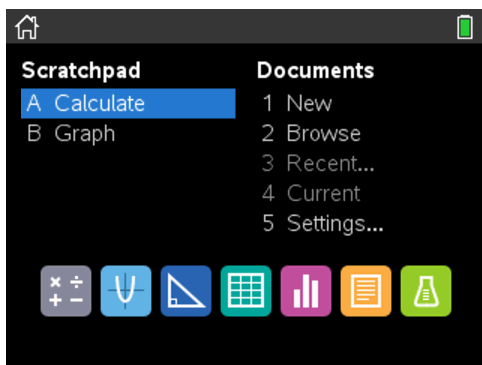 Scratchpad
A Calculate
B Graph
Documents
1 New
2 Browse
3 Recent...
4 Current
5 Settings...